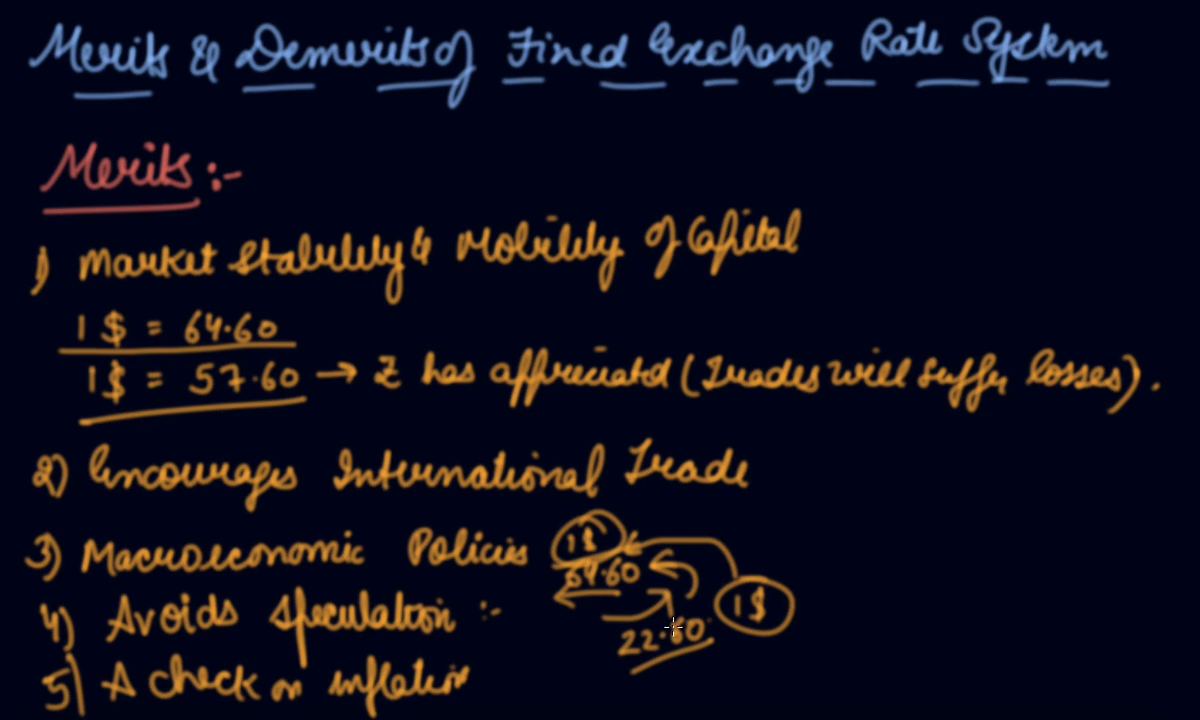 Merits & Demerits of Fixed Exchange Rate System
Merits :-
1) Market Stability & Mobility of Capital
1 $ = 64.60
1 $ = 57.60 → ₹ has appreciated (Trades will suffer losses).
2) Encourages International Trade
3) Macroeconomic Policies
1 $
64.60
1 $
22.60
4) Avoids Speculation :-
5) A check on inflation